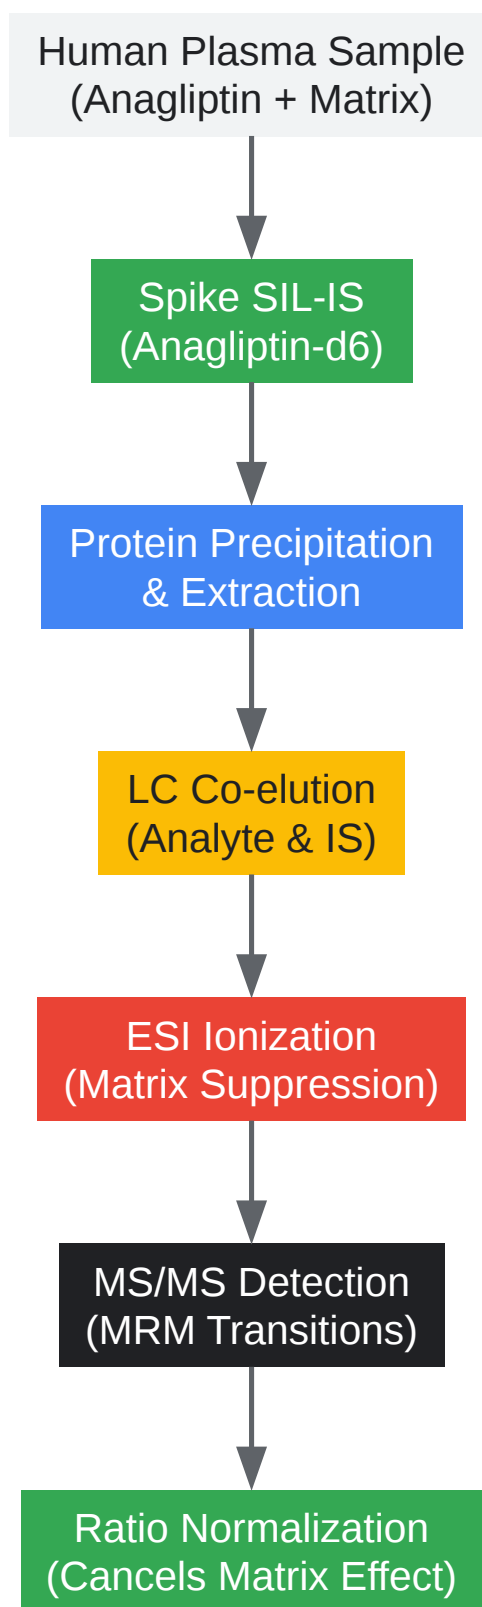 Human Plasma Sample
(Anagliptin + Matrix)
Spike SIL-IS
(Anagliptin-d6)
Protein Precipitation
& Extraction
LC Co-elution
(Analyte & IS)
ESI Ionization
(Matrix Suppression)
MS/MS Detection
(MRM Transitions)
Ratio Normalization
(Cancels Matrix Effect)